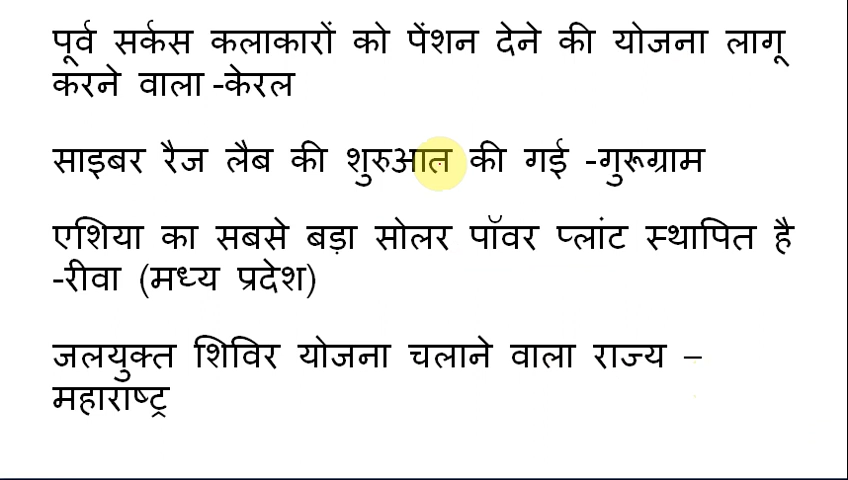 पूर्व सर्कस कलाकारों को पेंशन देने की योजना लागू
करने वाला -केरल
साइबर रैज लैब की शुरुआत की गई -गुरूग्राम
एशिया का सबसे बड़ा सोलर पॉवर प्लांट स्थापित है
-रीवा (मध्य प्रदेश)
जलयुक्त शिविर योजना चलाने वाला राज्य –
महाराष्ट्र